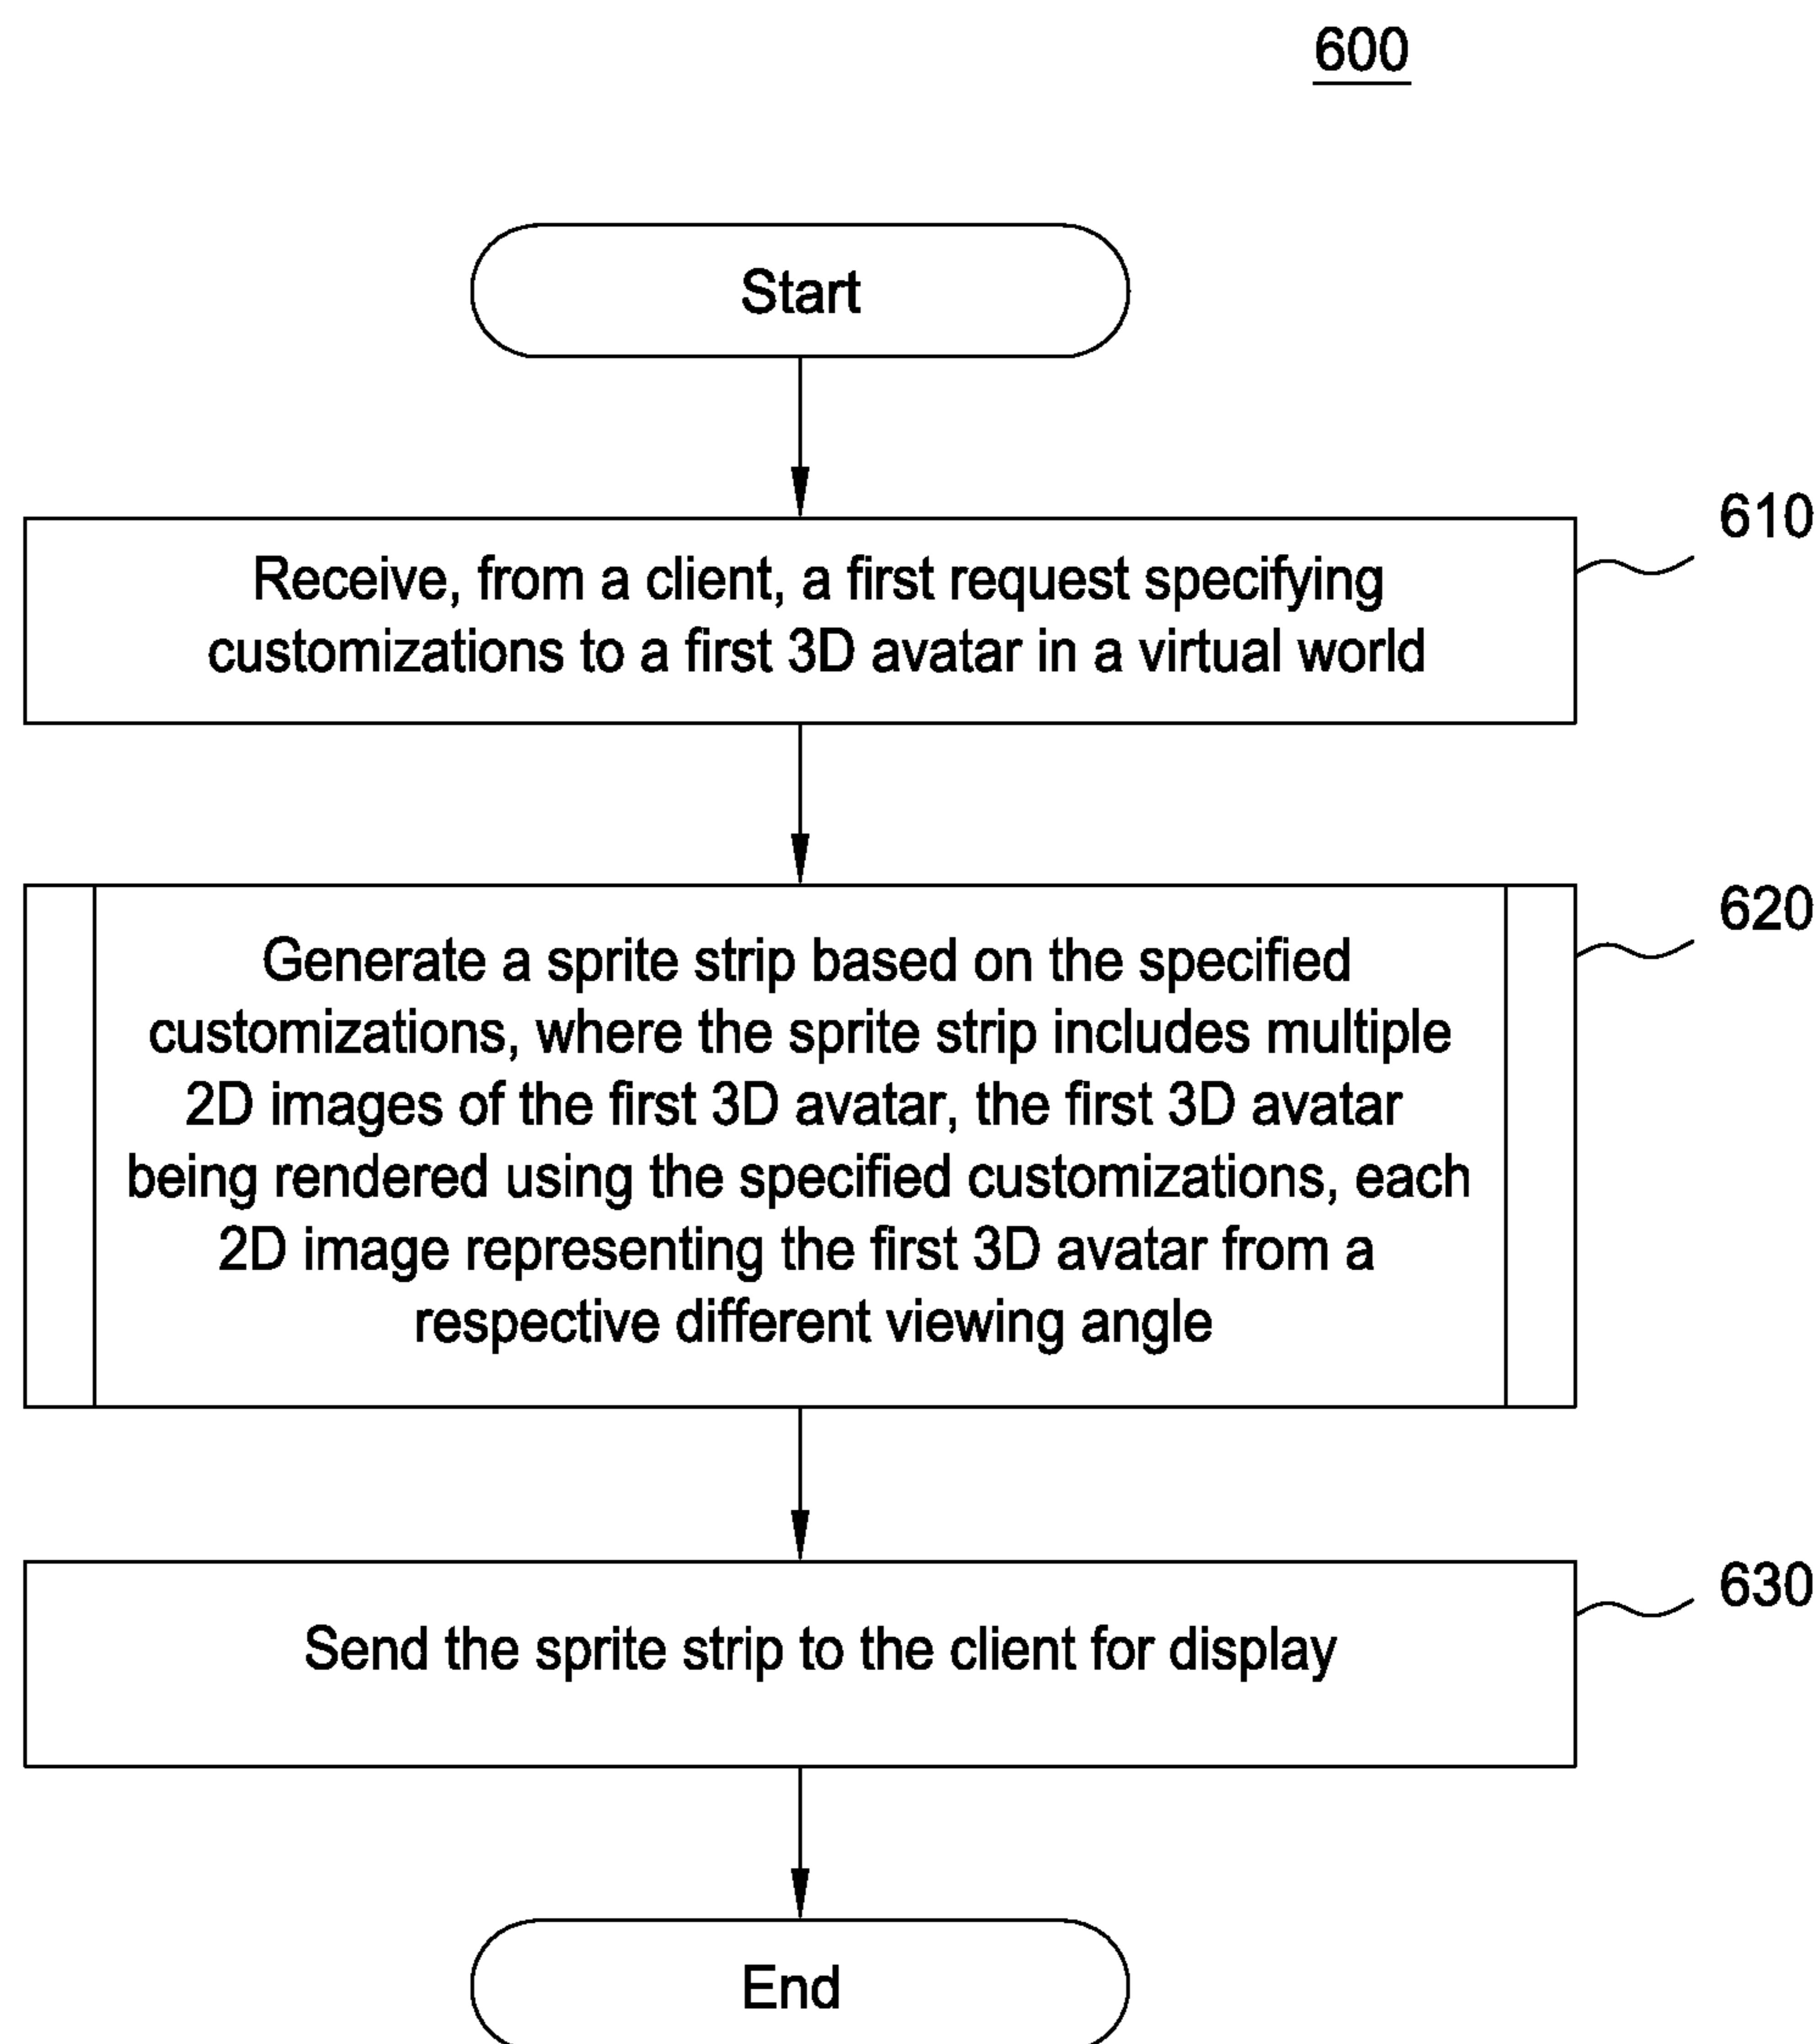 600
Start
610
Receive, from a client, a first request specifying
customizations to a first 3D avatar in a virtual world
620
Generate a sprite strip based on the specified
customizations, where the sprite strip includes multiple
2D images of the first 3D avatar, the first 3D avatar
being rendered using the specified customizations, each
2D image representing the first 3D avatar from a
respective different viewing angle
630
Send the sprite strip to the client for display
End